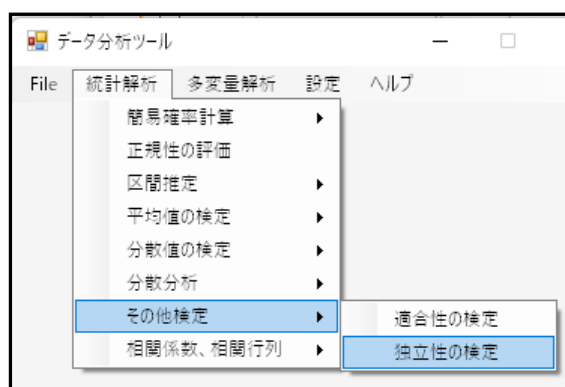 データ分析ツール
File 統計解析 多変量解析 設定 ヘルプ
簡易確率計算
正規性の評価
区間推定
平均値の検定
分散値の検定
分散分析
その他検定
適合性の検定
相関係数、相関行列
独立性の検定